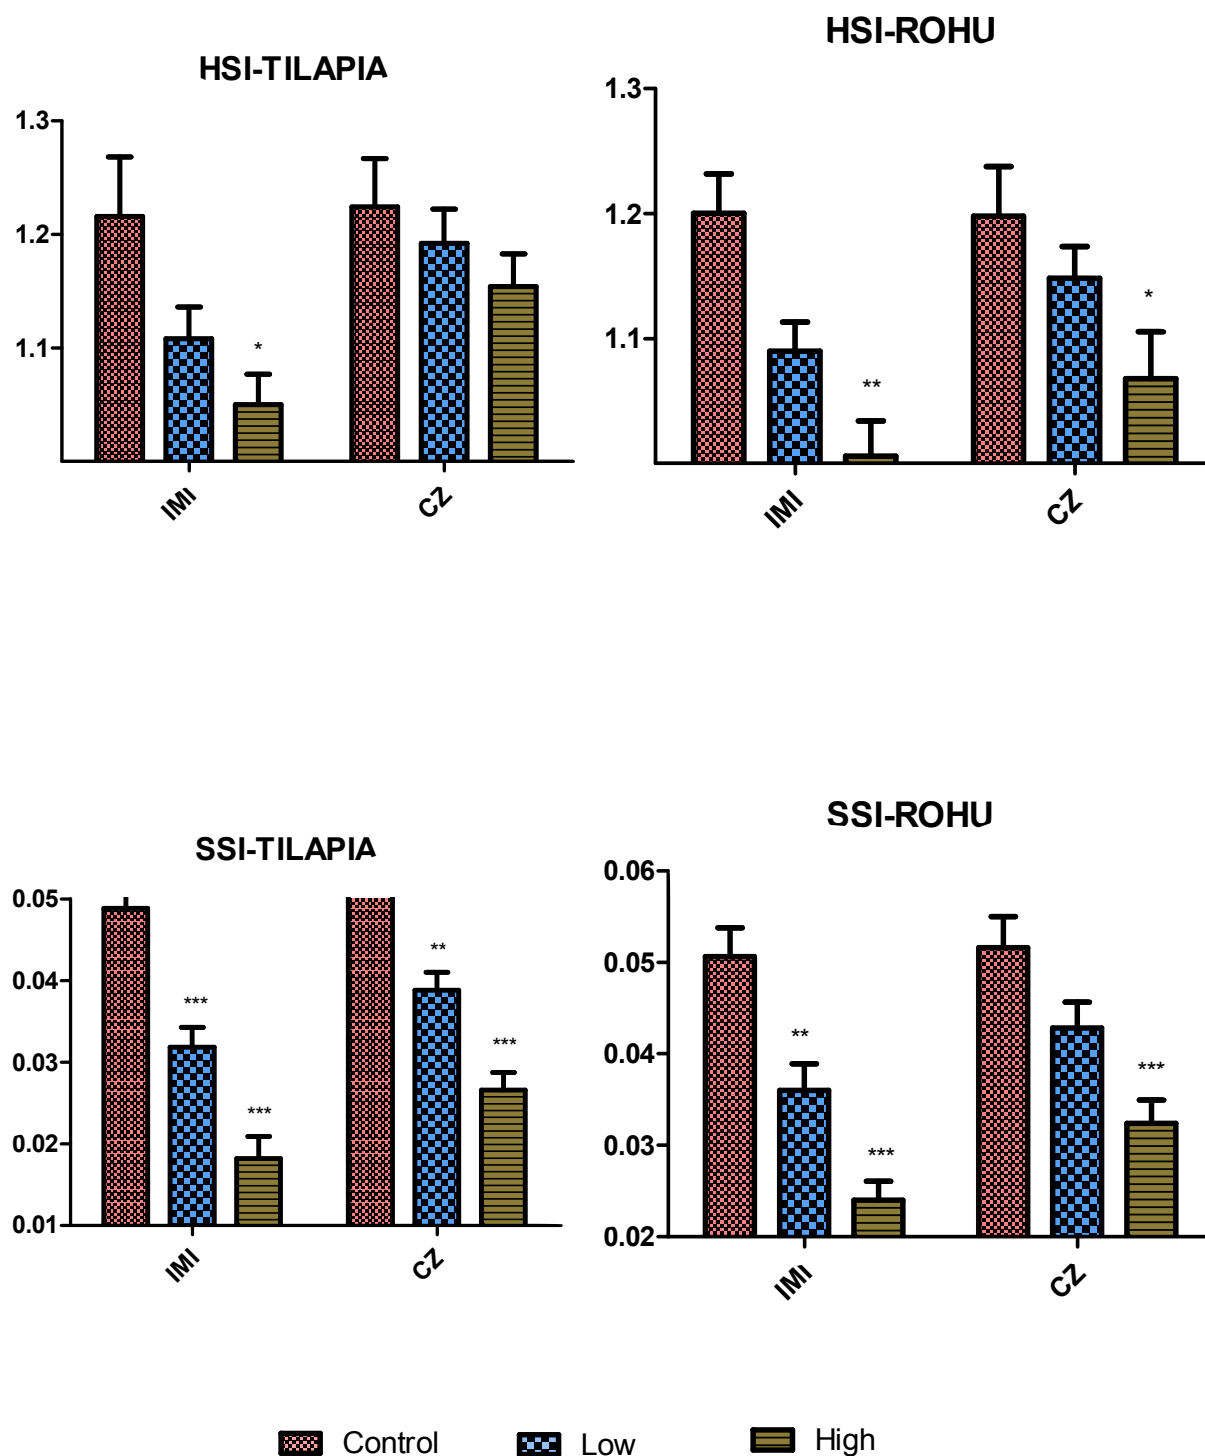 HSI-TILAPIA
1.3
1.2
1.1
*
IMI
CZ
HSI-ROHU
1.3
1.2
1.1
**
*
IMI
CZ
SSI-TILAPIA
0.05
0.04
0.03
0.02
0.01
***
***
**
***
IMI
CZ
SSI-ROHU
0.06
0.05
0.04
0.03
0.02
**
***
***
IMI
CZ
Control
Low
High